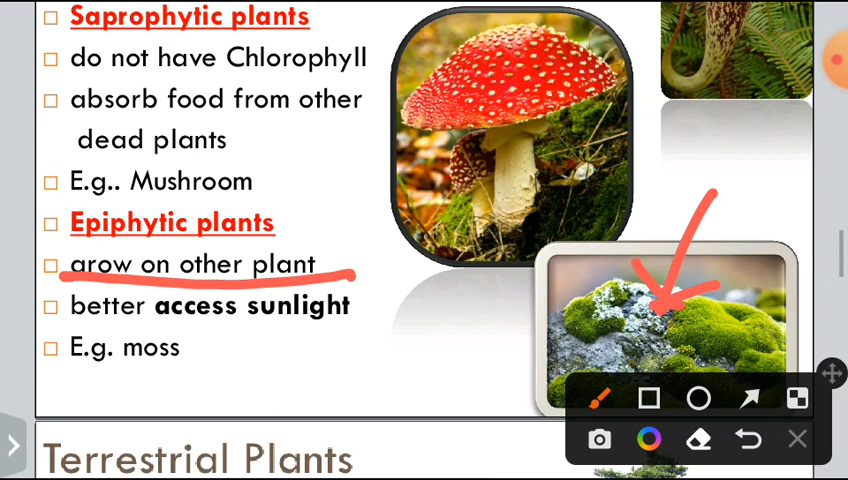 Saprophytic plants
do not have Chlorophyll
absorb food from other
dead plants
E.g.. Mushroom
Epiphytic plants
grow on other plant
better access sunlight
E.g. moss
Terrestrial Plants